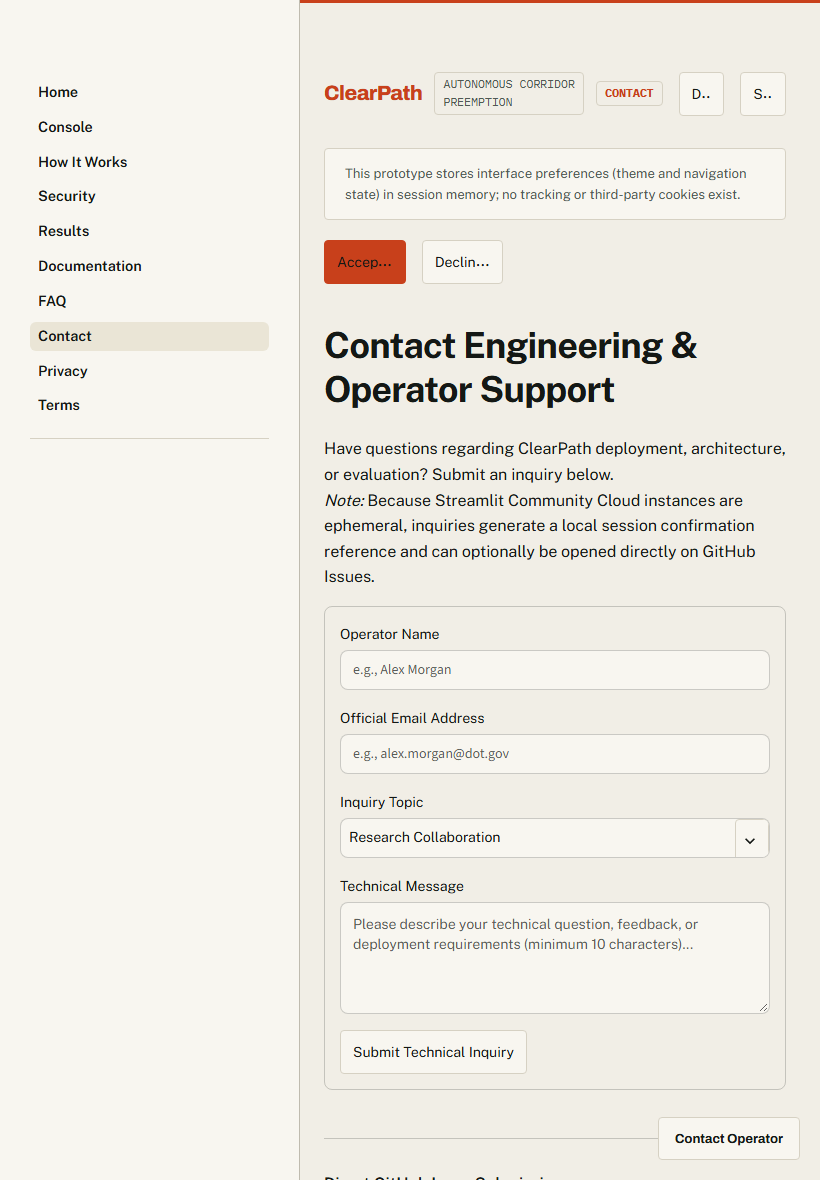 Home
Console
How It Works
Security
Results
Documentation
FAQ
Contact
Privacy
Terms
ClearPath
AUTONOMOUS CORRIDOR
PREEMPTION
CONTACT
D..
S..
This prototype stores interface preferences (theme and navigation
state) in session memory; no tracking or third-party cookies exist.
Accep...
Declin...
Contact Engineering &
Operator Support
Have questions regarding ClearPath deployment, architecture,
or evaluation? Submit an inquiry below.
Note: Because Streamlit Community Cloud instances are
ephemeral, inquiries generate a local session confirmation
reference and can optionally be opened directly on GitHub
Issues.
Operator Name
e.g., Alex Morgan
Official Email Address
e.g., alex.morgan@dot.gov
Inquiry Topic
Research Collaboration
Technical Message
Please describe your technical question, feedback, or
deployment requirements (minimum 10 characters)...
Submit Technical Inquiry
Contact Operator